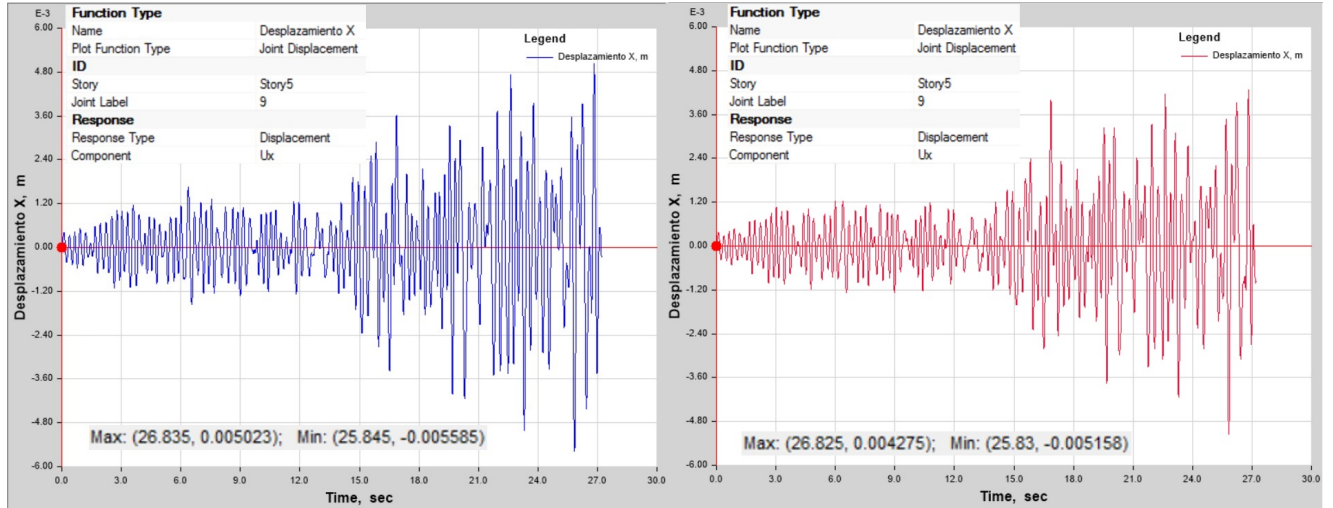 E-3
Function Type
Name Desplazamiento X
Plot Function Type Joint Displacement
ID
Story Story5
Joint Label 9
Response
Response Type Displacement
Component Ux
Legend
Desplazamiento X, m
6.00
4.80
3.60
2.40
1.20
0.00
-1.20
-2.40
-3.60
-4.80
-6.00
Desplazamiento X, m
Max: (26.835, 0.005023); Min: (25.845, -0.005585)
0.0 3.0 6.0 9.0 12.0 15.0 18.0 21.0 24.0 27.0 30.0
Time, sec
E-3
Function Type
Name Desplazamiento X
Plot Function Type Joint Displacement
ID
Story Story5
Joint Label 9
Response
Response Type Displacement
Component Ux
Legend
Desplazamiento X, m
6.00
4.80
3.60
2.40
1.20
0.00
-1.20
-2.40
-3.60
-4.80
-6.00
Desplazamiento X, m
Max: (26.825, 0.004275); Min: (25.83, -0.005158)
0.0 3.0 6.0 9.0 12.0 15.0 18.0 21.0 24.0 27.0 30.0
Time, sec